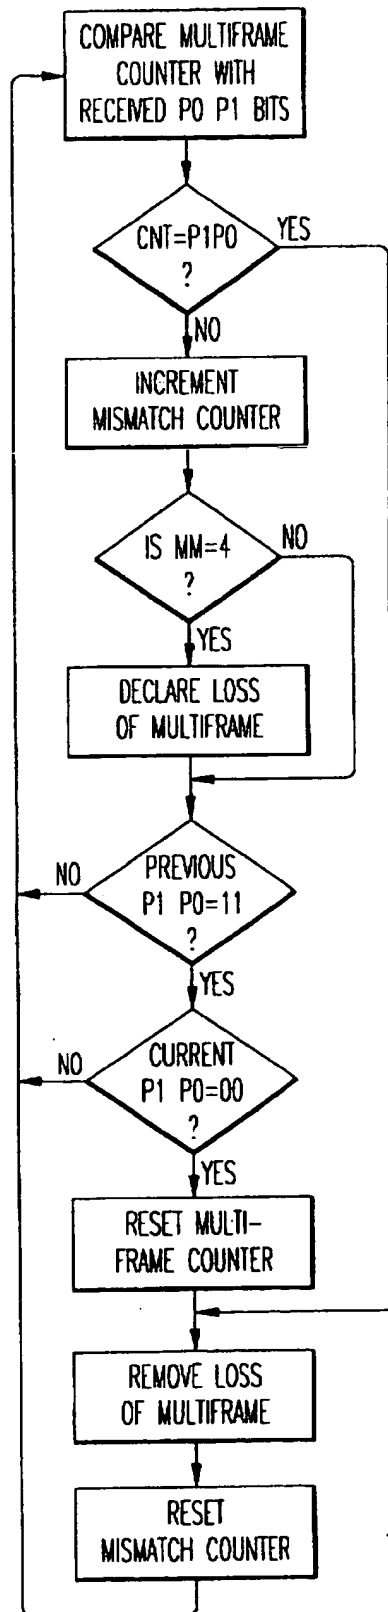 COMPARE MULTIFRAME
COUNTER WITH
RECEIVED P0 P1 BITS
CNT=P1P0
?
YES
NO
INCREMENT
MISMATCH COUNTER
IS MM=4
?
NO
YES
DECLARE LOSS
OF MULTIFRAME
PREVIOUS
P1 P0=11
?
NO
YES
CURRENT
P1 P0=00
?
NO
YES
RESET MULTI-
FRAME COUNTER
REMOVE LOSS
OF MULTIFRAME
RESET
MISMATCH COUNTER